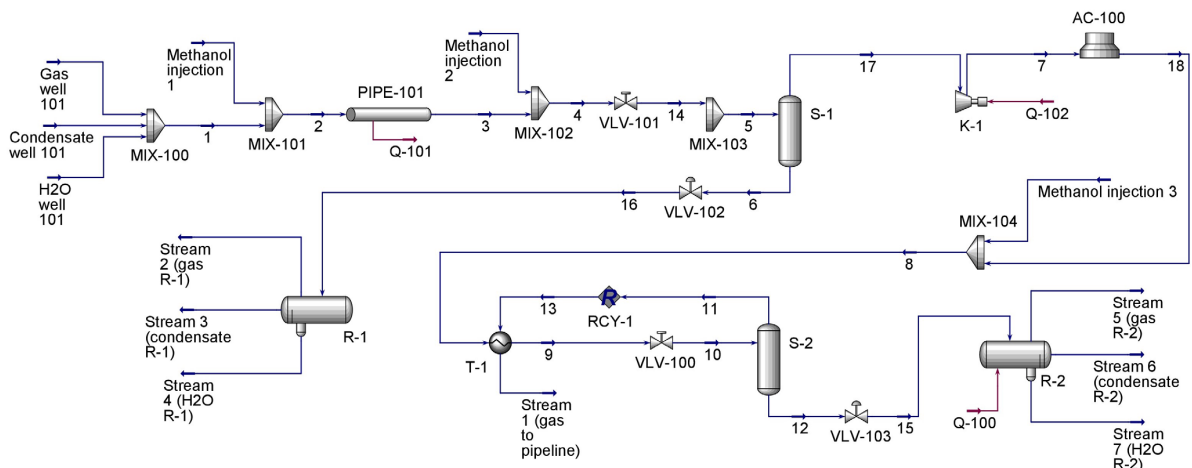 AC-100
17
7
18
Methanol
injection
1
Methanol
injection
2
Gas
well
101
PIPE-101
S-1
K-1
Q-102
4
VLV-101
14
5
MIX-102
MIX-103
Condensate
well 101
1
2
3
MIX-100
MIX-101
Q-101
H2O
well
101
16
VLV-102
6
Methanol injection 3
MIX-104
8
Stream
2 (gas
R-1)
Stream 3
(condensate
R-1)
R-1
Stream
4 (H2O
R-1)
13
R
RCY-1
11
S-2
T-1
9
VLV-100
10
Stream
1 (gas
to
pipeline)
12
VLV-103
15
Stream
5 (gas
R-2)
R-2
Stream 6
(condensate
R-2)
Q-100
Stream
7 (H2O
R-2)